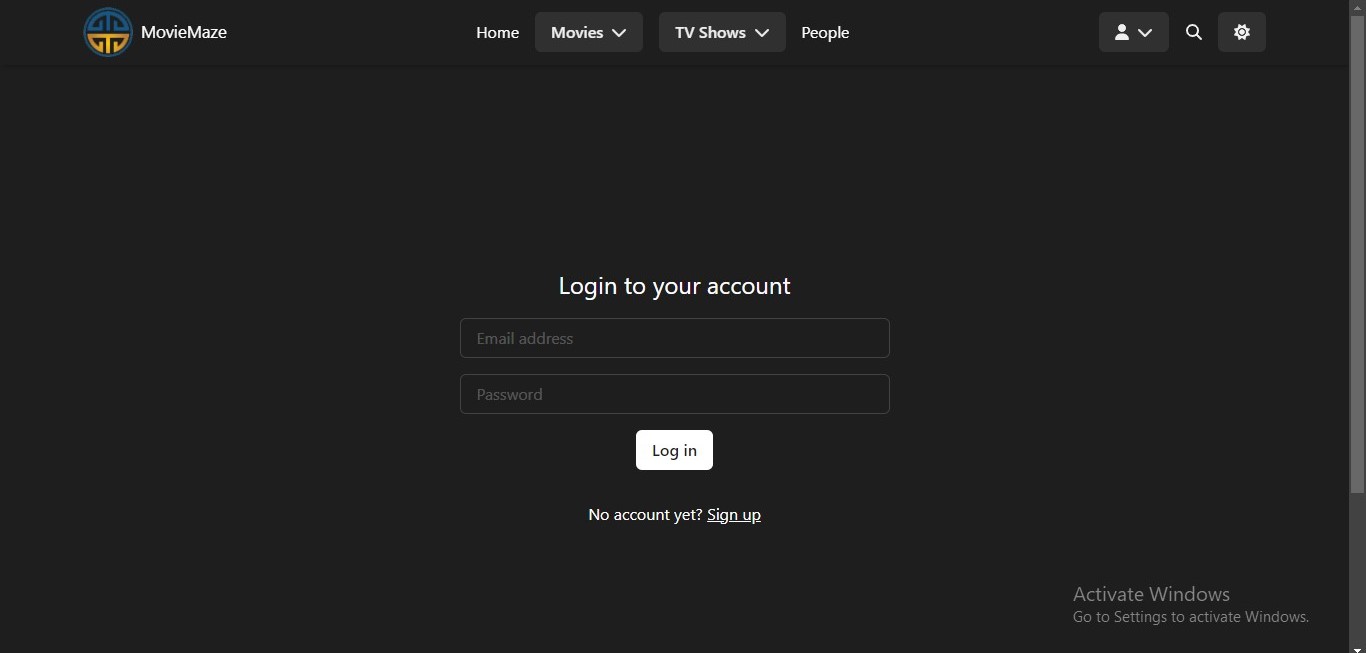 MovieMaze
Home
Movies
TV Shows
People
Login to your account
Email address
Password
Log in
No account yet? Sign up
Activate Windows
Go to Settings to activate Windows.